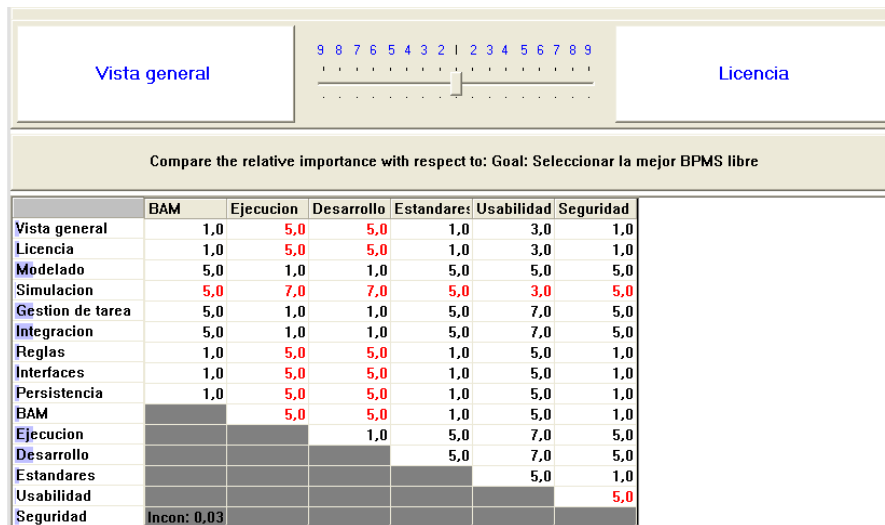 Vista general 9 8 7 6 5 4 3 2 1 2 3 4 5 6 7 8 9 Licencia
Compare the relative importance with respect to: Goal: Seleccionar la mejor BPMS libre
BAM Ejecucion Desarrollo Estandares Usabilidad Seguridad
Vista general 1,0 5,0 5,0 1,0 3,0 1,0
Licencia 1,0 5,0 5,0 1,0 3,0 1,0
Modelado 5,0 1,0 1,0 5,0 5,0 5,0
Simulacion 5,0 7,0 7,0 5,0 3,0 5,0
Gestion de tarea 5,0 1,0 1,0 5,0 7,0 5,0
Integracion 5,0 1,0 1,0 5,0 7,0 5,0
Reglas 1,0 5,0 5,0 1,0 5,0 1,0
Interfaces 1,0 5,0 5,0 1,0 5,0 1,0
Persistencia 1,0 5,0 5,0 1,0 5,0 1,0
BAM 5,0 5,0 1,0 5,0 1,0
Ejecucion 1,0 5,0 7,0 5,0
Desarrollo 5,0 7,0 5,0
Estandares 5,0 1,0
Usabilidad 5,0
Seguridad Incon: 0,03